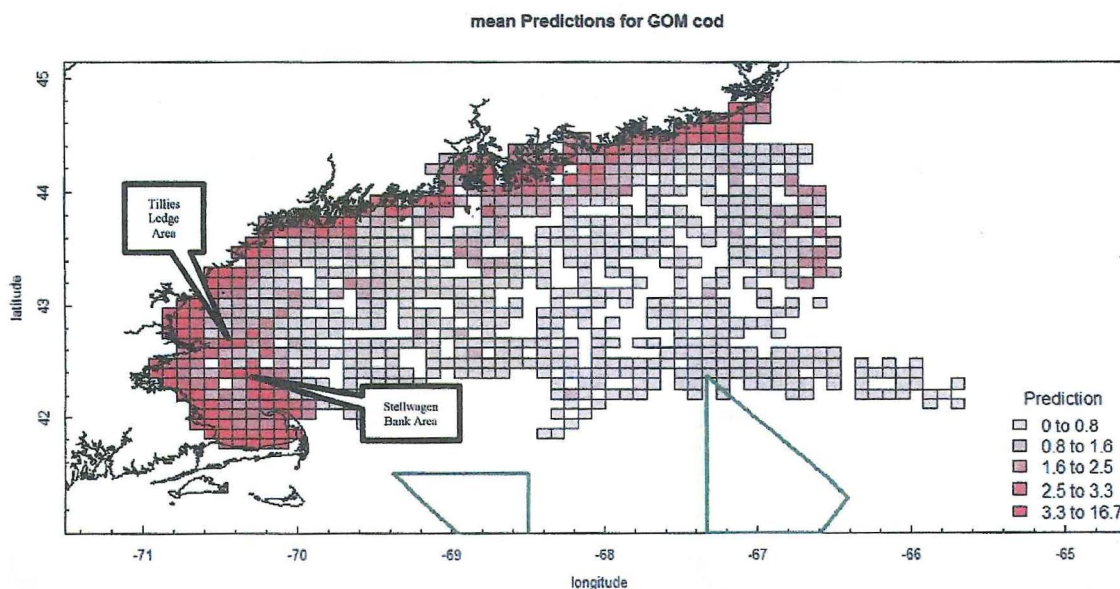 mean Predictions for GOM cod
45
44
43
42
latitude
Tillies
Ledge
Area
Stellwagen
Bank Area
Prediction
0 to 0.8
0.8 to 1.6
1.6 to 2.5
2.5 to 3.3
3.3 to 16.7
-71
-70
-69
-68
-67
-66
-65
longitude